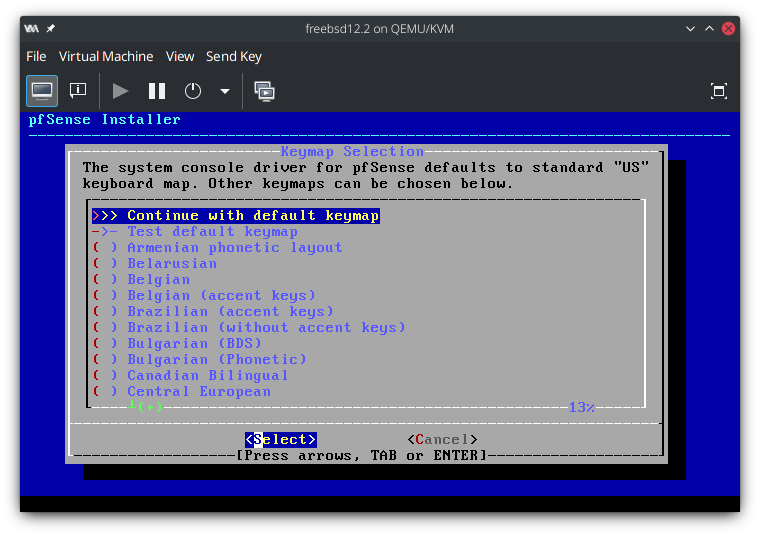 freebsd12.2 on QEMU/KVM
File Virtual Machine View Send Key
pfSense Installer
Keymap Selection
The system console driver for pfSense defaults to standard "US"
keyboard map. Other keymaps can be chosen below.
>>> Continue with default keymap
->- Test default keymap
( ) Armenian phonetic layout
( ) Belarusian
( ) Belgian
( ) Belgian (accent keys)
( ) Brazilian (accent keys)
( ) Brazilian (without accent keys)
( ) Bulgarian (BDS)
( ) Bulgarian (Phonetic)
( ) Canadian Bilingual
( ) Central European
(+) 13%
<Select> <Cancel>
[Press arrows, TAB or ENTER]